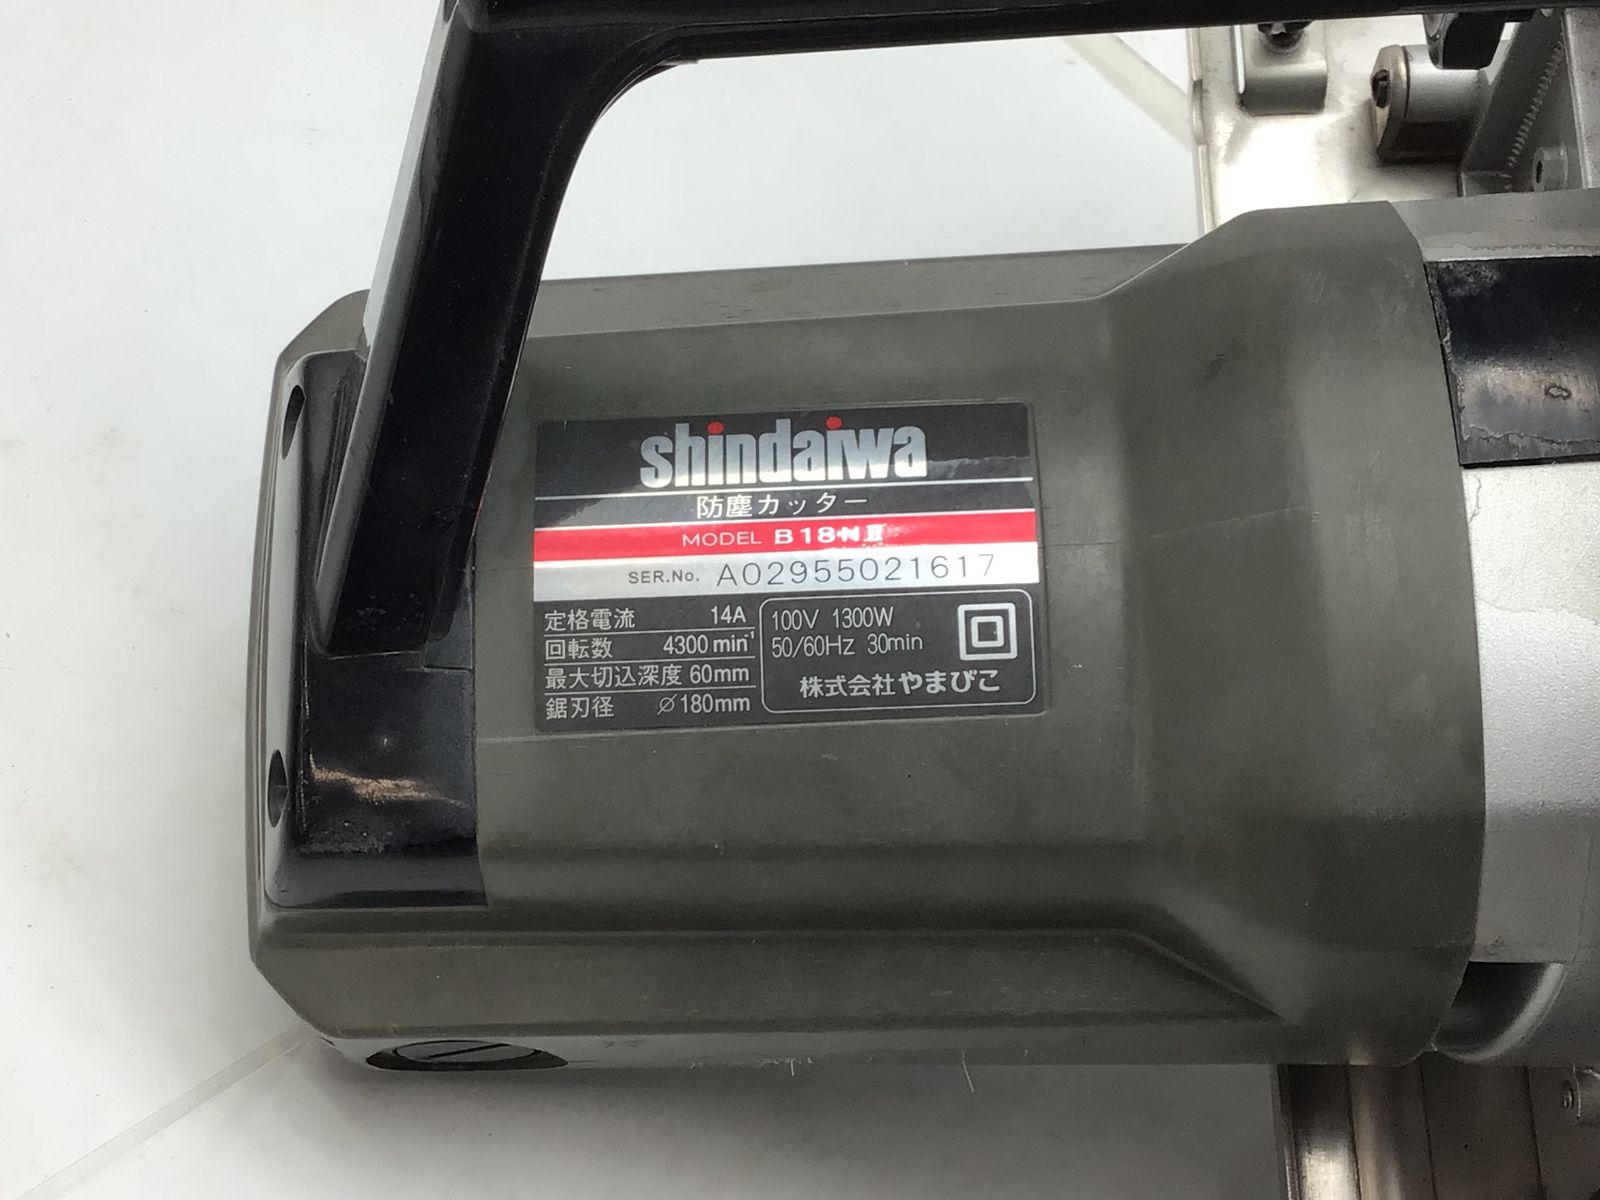 shindaiwa
防塵カッター
MODEL B18NⅡ
SER.No. A02955021617
定格電流 14A
回転数 4300 min⁻¹
最大切込深度 60mm
鋸刃径 ∅180mm
100V 1300W
50/60Hz 30min
株式会社やまびこ